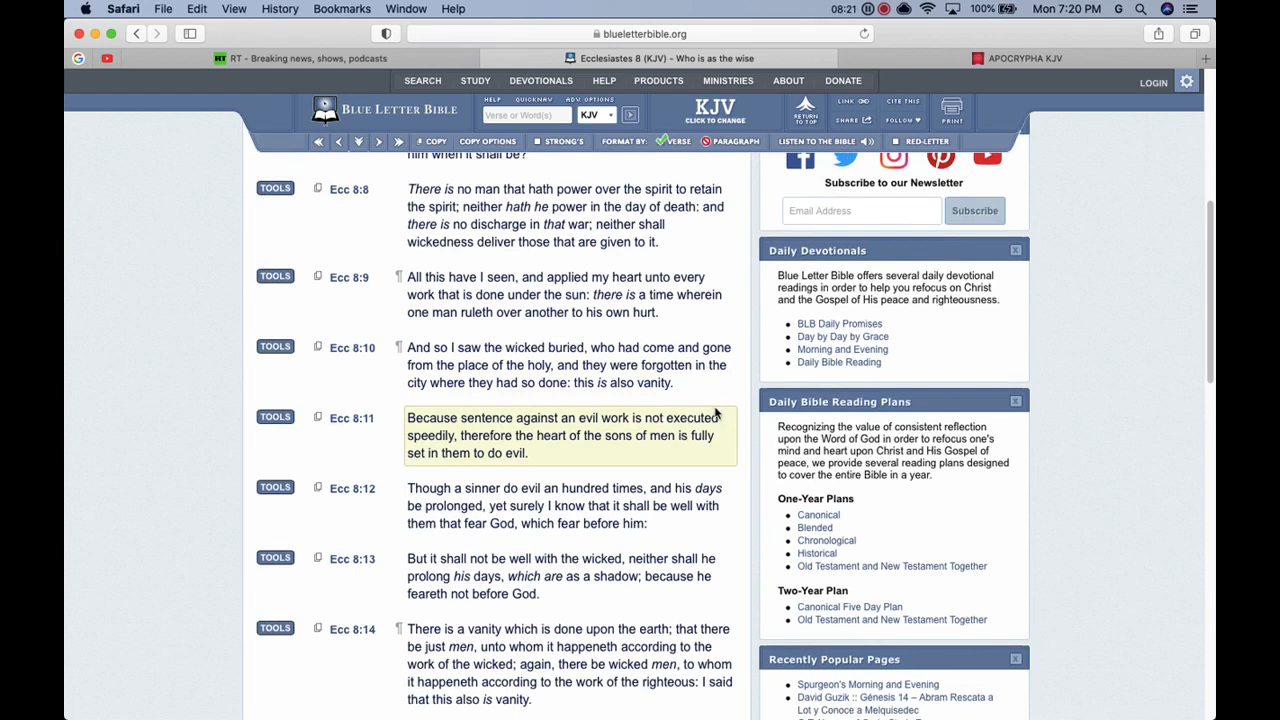 Safari File Edit View History Bookmarks Window Help 08:21 100% Mon 7:20 PM G
blueletterbible.org
RT - Breaking news, shows, podcasts
Ecclesiastes 8 (KJV) - Who is as the wise
APOCRYPHA KJV
SEARCH STUDY DEVOTIONALS HELP PRODUCTS MINISTRIES ABOUT DONATE LOGIN
BLUE LETTER BIBLE
HELP QUICKNAV ADV. OPTIONS
Verse or Word(s) KJV
KJV
CLICK TO CHANGE
RETURN
TO TOP
LINK CITE THIS
SHARE FOLLOW
PRINT
COPY COPY OPTIONS STRONG'S FORMAT BY: VERSE PARAGRAPH LISTEN TO THE BIBLE RED-LETTER
him when it shall be?
TOOLS Ecc 8:8 There is no man that hath power over the spirit to retain
the spirit; neither hath he power in the day of death: and
there is no discharge in that war; neither shall
wickedness deliver those that are given to it.
TOOLS Ecc 8:9 ¶ All this have I seen, and applied my heart unto every
work that is done under the sun: there is a time wherein
one man ruleth over another to his own hurt.
TOOLS Ecc 8:10 ¶ And so I saw the wicked buried, who had come and gone
from the place of the holy, and they were forgotten in the
city where they had so done: this is also vanity.
TOOLS Ecc 8:11 Because sentence against an evil work is not executed
speedily, therefore the heart of the sons of men is fully
set in them to do evil.
TOOLS Ecc 8:12 Though a sinner do evil an hundred times, and his days
be prolonged, yet surely I know that it shall be well with
them that fear God, which fear before him:
TOOLS Ecc 8:13 But it shall not be well with the wicked, neither shall he
prolong his days, which are as a shadow; because he
feareth not before God.
TOOLS Ecc 8:14 ¶ There is a vanity which is done upon the earth; that there
be just men, unto whom it happeneth according to the
work of the wicked; again, there be wicked men, to whom
it happeneth according to the work of the righteous: I said
that this also is vanity.
Subscribe to our Newsletter
Email Address Subscribe
Daily Devotionals
Blue Letter Bible offers several daily devotional
readings in order to help you refocus on Christ
and the Gospel of His peace and righteousness.
BLB Daily Promises
Day by Day by Grace
Morning and Evening
Daily Bible Reading
Daily Bible Reading Plans
Recognizing the value of consistent reflection
upon the Word of God in order to refocus one's
mind and heart upon Christ and His Gospel of
peace, we provide several reading plans designed
to cover the entire Bible in a year.
One-Year Plans
Canonical
Blended
Chronological
Historical
Old Testament and New Testament Together
Two-Year Plan
Canonical Five Day Plan
Old Testament and New Testament Together
Recently Popular Pages
Spurgeon's Morning and Evening
David Guzik :: Génesis 14 – Abram Rescata a
Lot y Conoce a Melquisedec